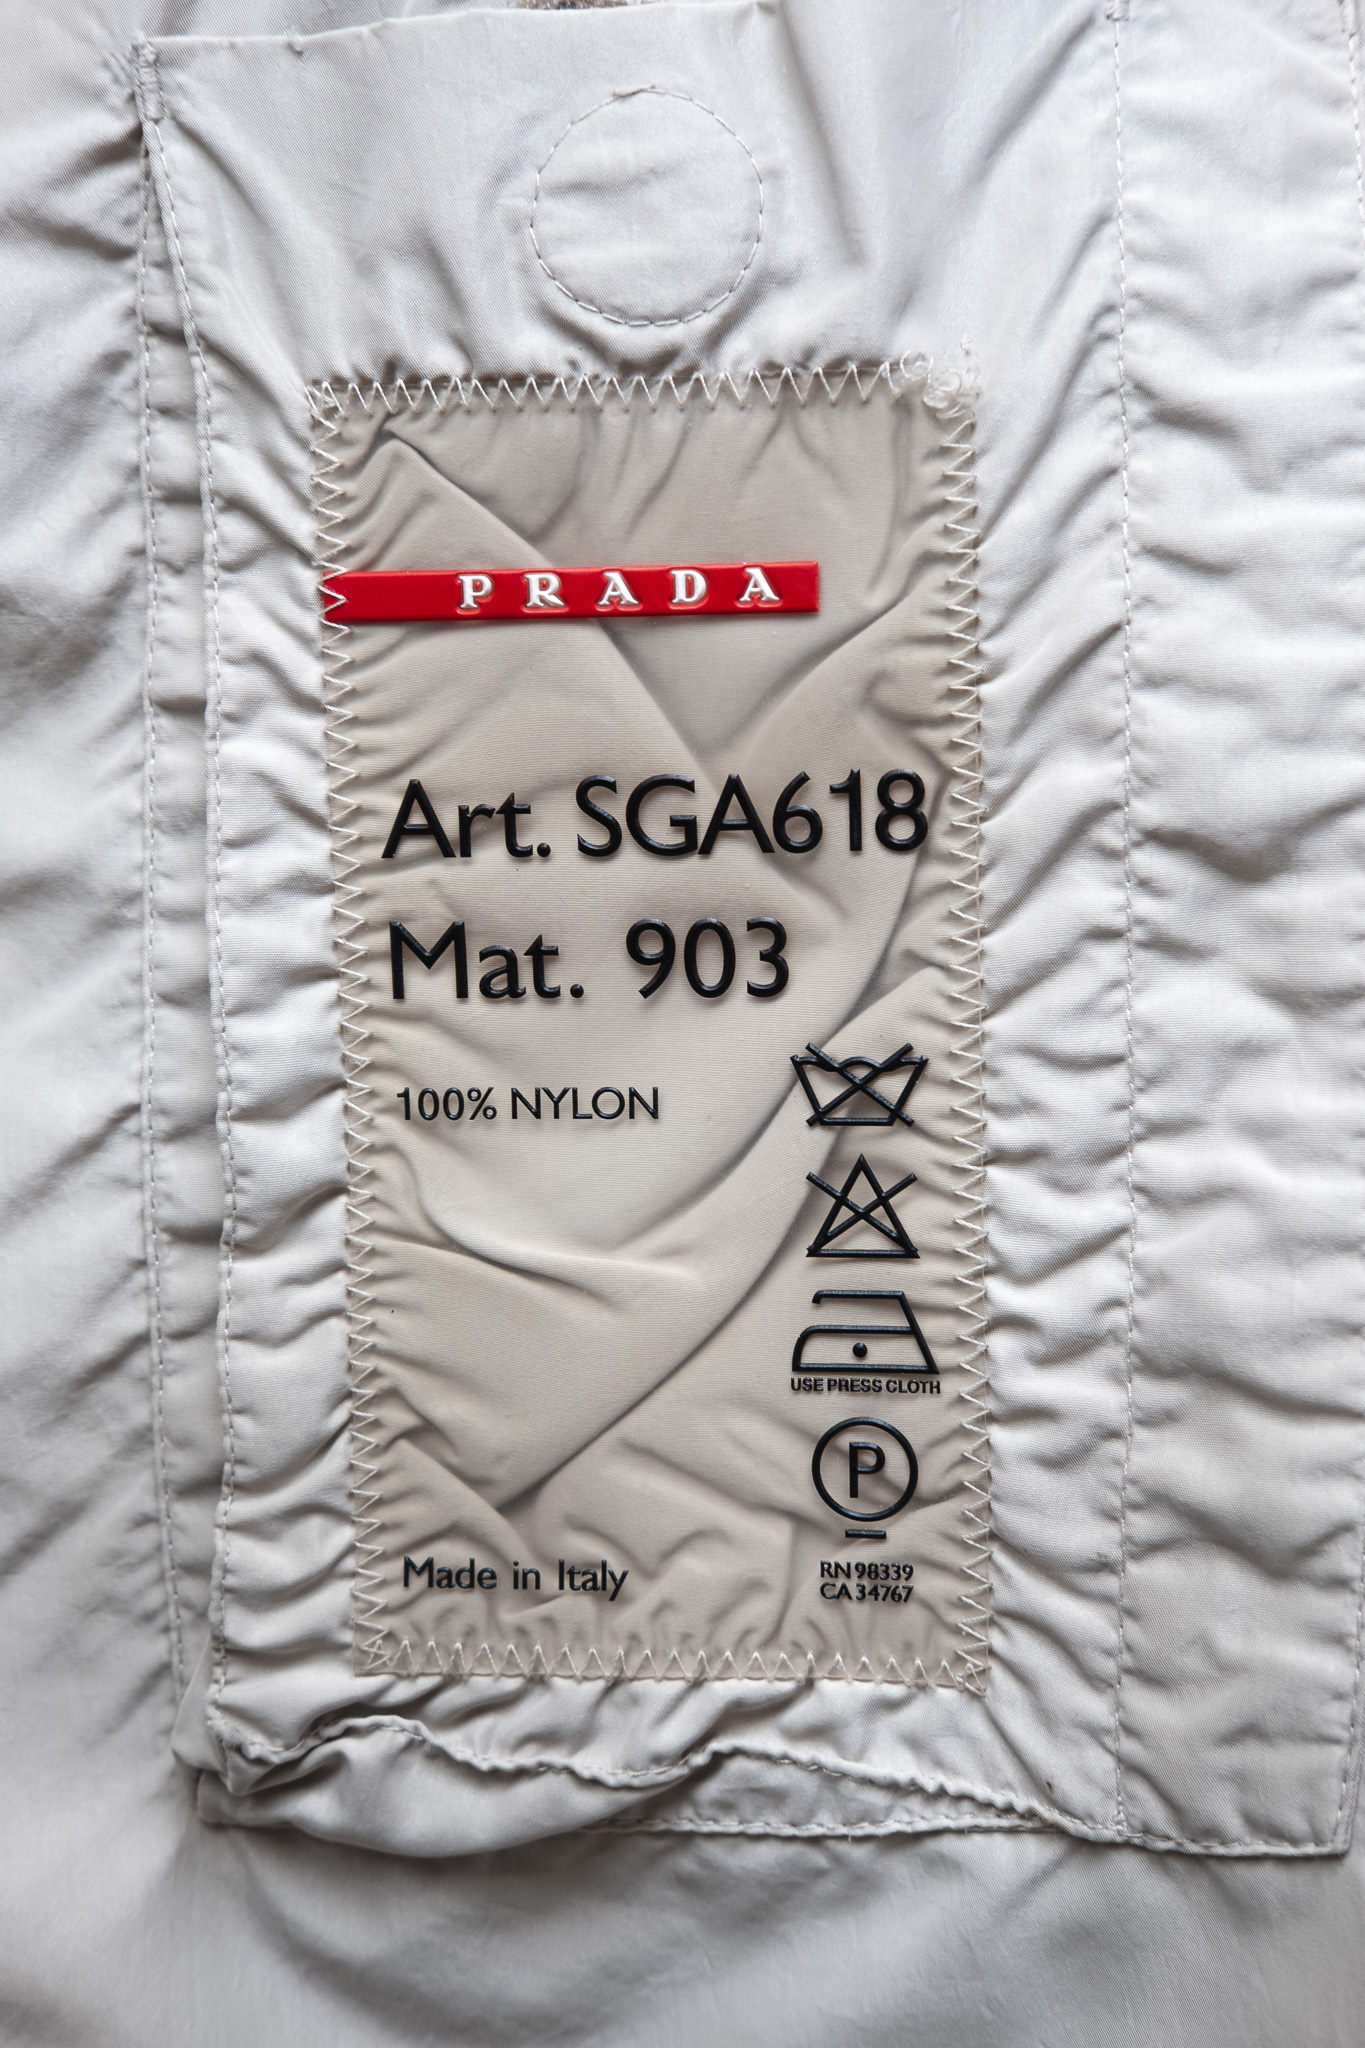 PRADA
Art. SGA618
Mat. 903
100% NYLON
USE PRESS CLOTH
P
Made in Italy
RN 98339
CA 34767